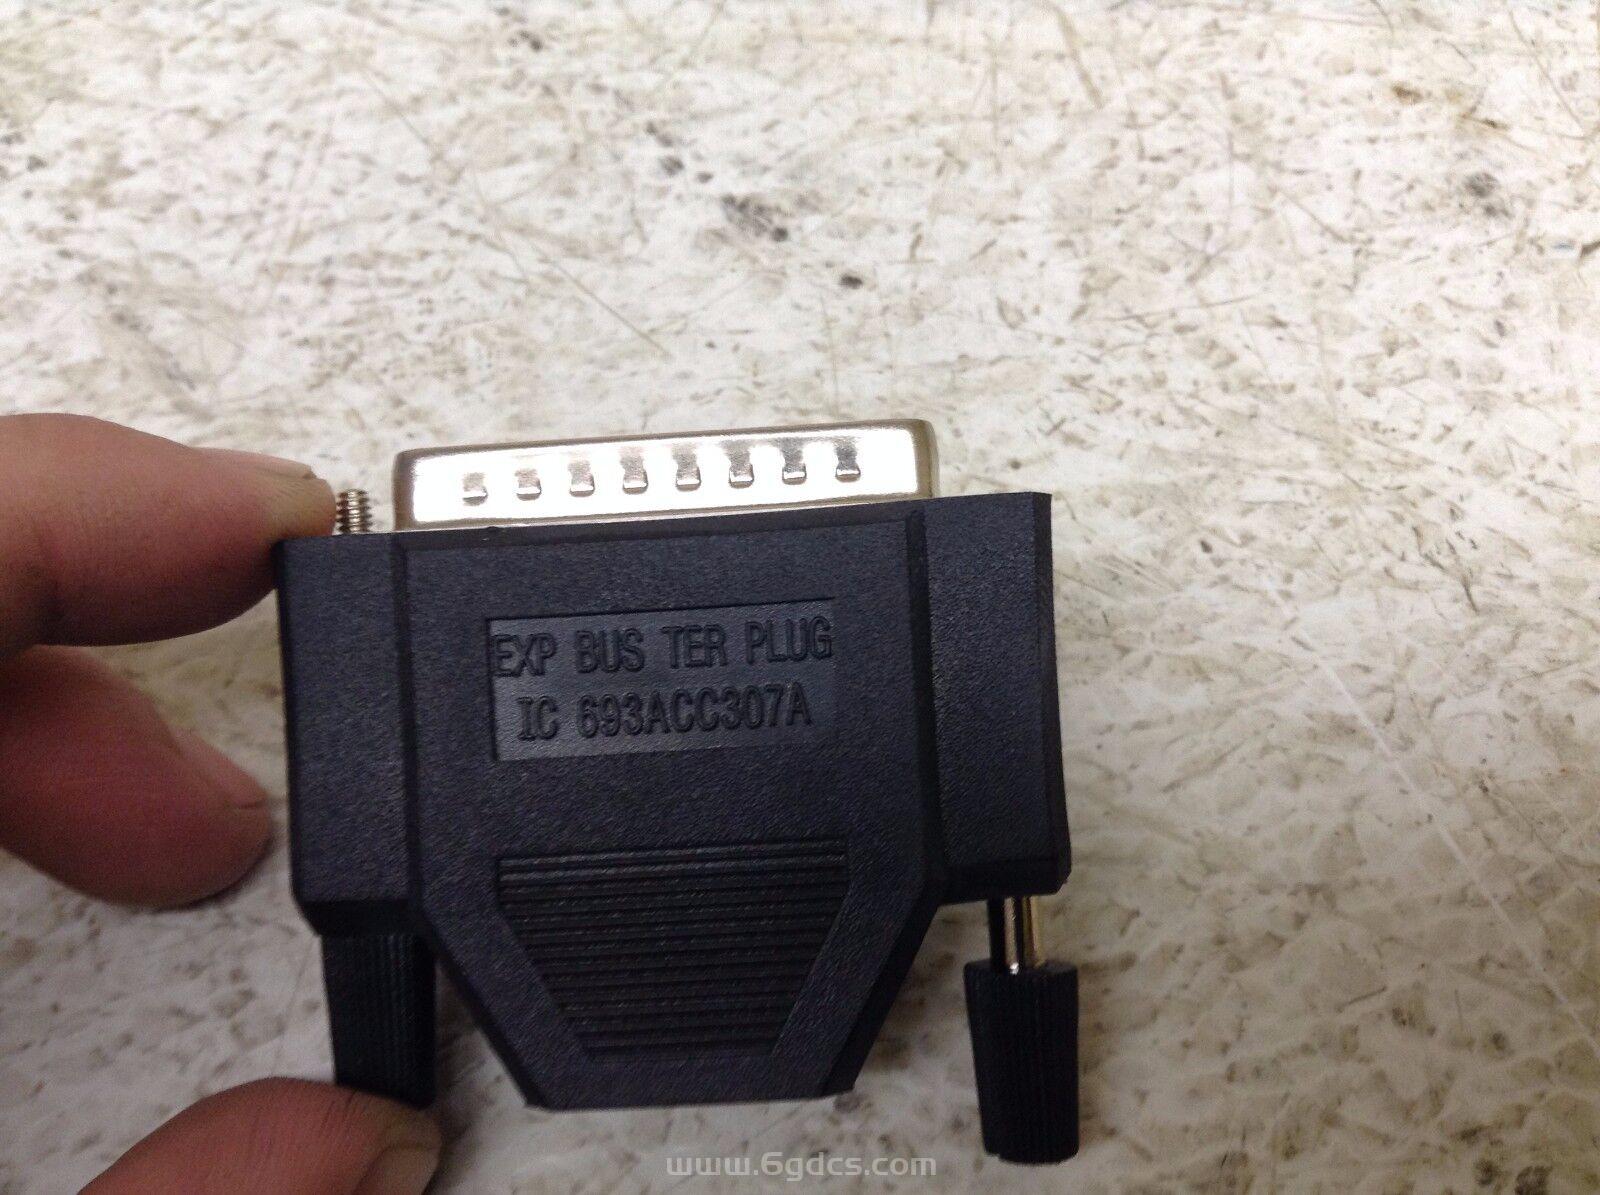 EXP BUS TER PLUG
IC 693ACC307A
www.6gdcs.com